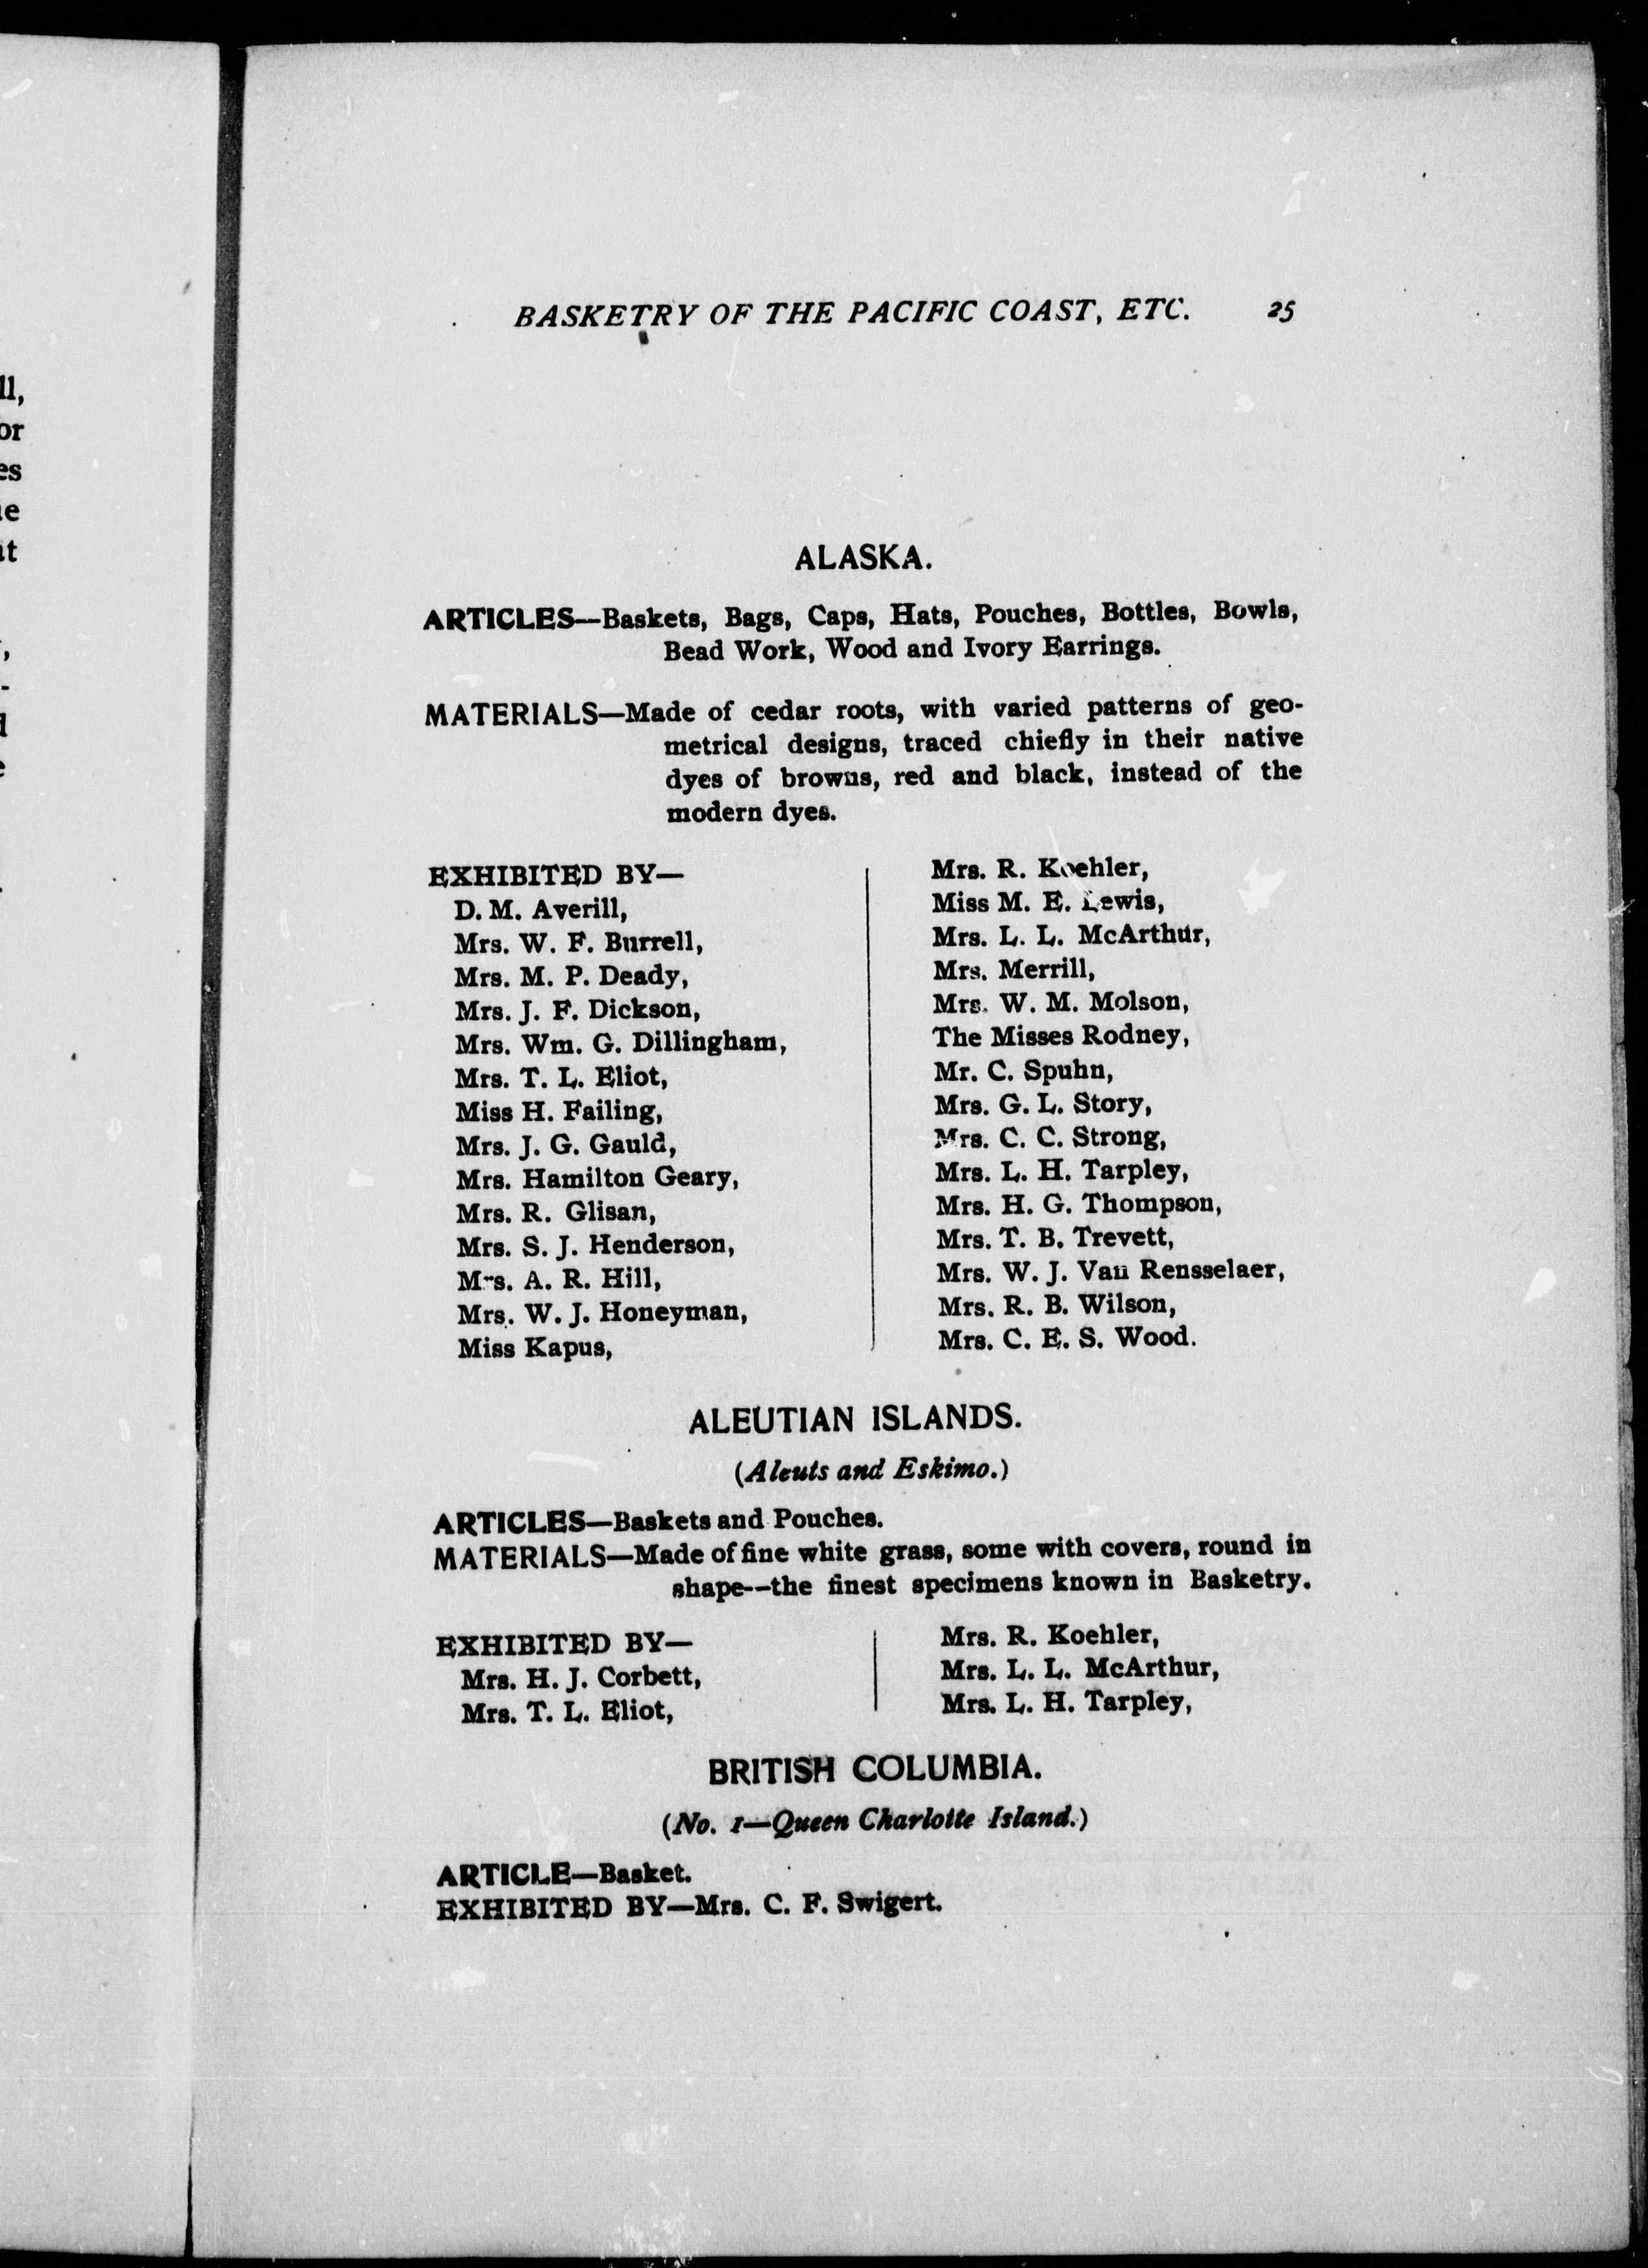 BASKETRY OF THE PACIFIC COAST, ETC. 25
ALASKA.
ARTICLES—Baskets, Bags, Caps, Hats, Pouches, Bottles, Bowls,
Bead Work, Wood and Ivory Earrings.
MATERIALS—Made of cedar roots, with varied patterns of geo-
metrical designs, traced chiefly in their native
dyes of browns, red and black, instead of the
modern dyes.
EXHIBITED BY—
D. M. Averill,
Mrs. W. F. Burrell,
Mrs. M. P. Deady,
Mrs. J. F. Dickson,
Mrs. Wm. G. Dillingham,
Mrs. T. L. Eliot,
Miss H. Failing,
Mrs. J. G. Gauld,
Mrs. Hamilton Geary,
Mrs. R. Glisan,
Mrs. S. J. Henderson,
Mrs. A. R. Hill,
Mrs. W. J. Honeyman,
Miss Kapus,
Mrs. R. Koehler,
Miss M. E. Lewis,
Mrs. L. L. McArthur,
Mrs. Merrill,
Mrs. W. M. Molson,
The Misses Rodney,
Mr. C. Spuhn,
Mrs. G. L. Story,
Mrs. C. C. Strong,
Mrs. L. H. Tarpley,
Mrs. H. G. Thompson,
Mrs. T. B. Trevett,
Mrs. W. J. Van Rensselaer,
Mrs. R. B. Wilson,
Mrs. C. E. S. Wood.
ALEUTIAN ISLANDS.
(Aleuts and Eskimo.)
ARTICLES—Baskets and Pouches.
MATERIALS—Made of fine white grass, some with covers, round in
shape--the finest specimens known in Basketry.
EXHIBITED BY—
Mrs. H. J. Corbett,
Mrs. T. L. Eliot,
Mrs. R. Koehler,
Mrs. L. L. McArthur,
Mrs. L. H. Tarpley,
BRITISH COLUMBIA.
(No. 1—Queen Charlotte Island.)
ARTICLE—Basket.
EXHIBITED BY—Mrs. C. F. Swigert.